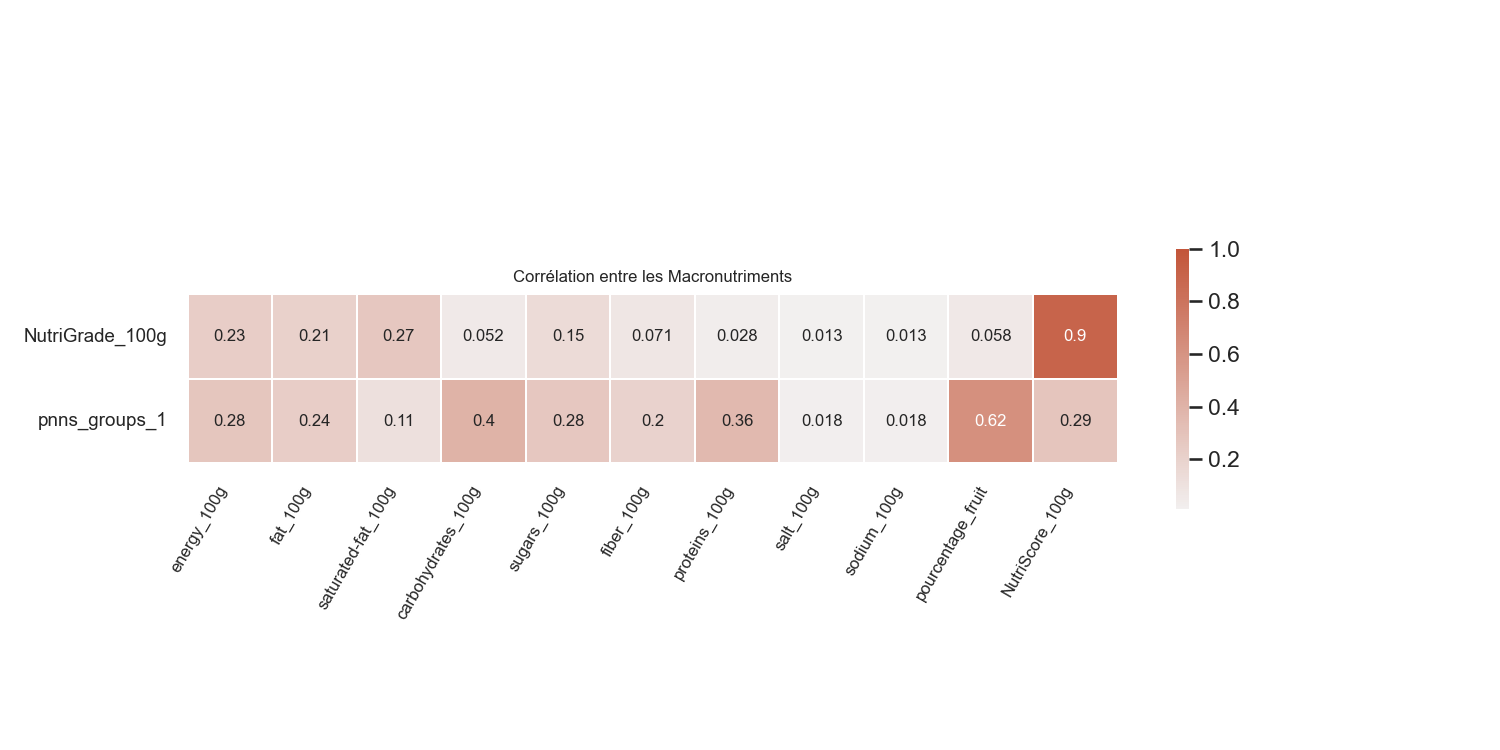 Corrélation entre les Macronutriments
NutriGrade_100g 0.23 0.21 0.27 0.052 0.15 0.071 0.028 0.013 0.013 0.058 0.9
pnns_groups_1 0.28 0.24 0.11 0.4 0.28 0.2 0.36 0.018 0.018 0.62 0.29
energy_100g
fat_100g
saturated-fat_100g
carbohydrates_100g
sugars_100g
fiber_100g
proteins_100g
salt_100g
sodium_100g
pourcentage_fruit
NutriScore_100g
1.0
0.8
0.6
0.4
0.2